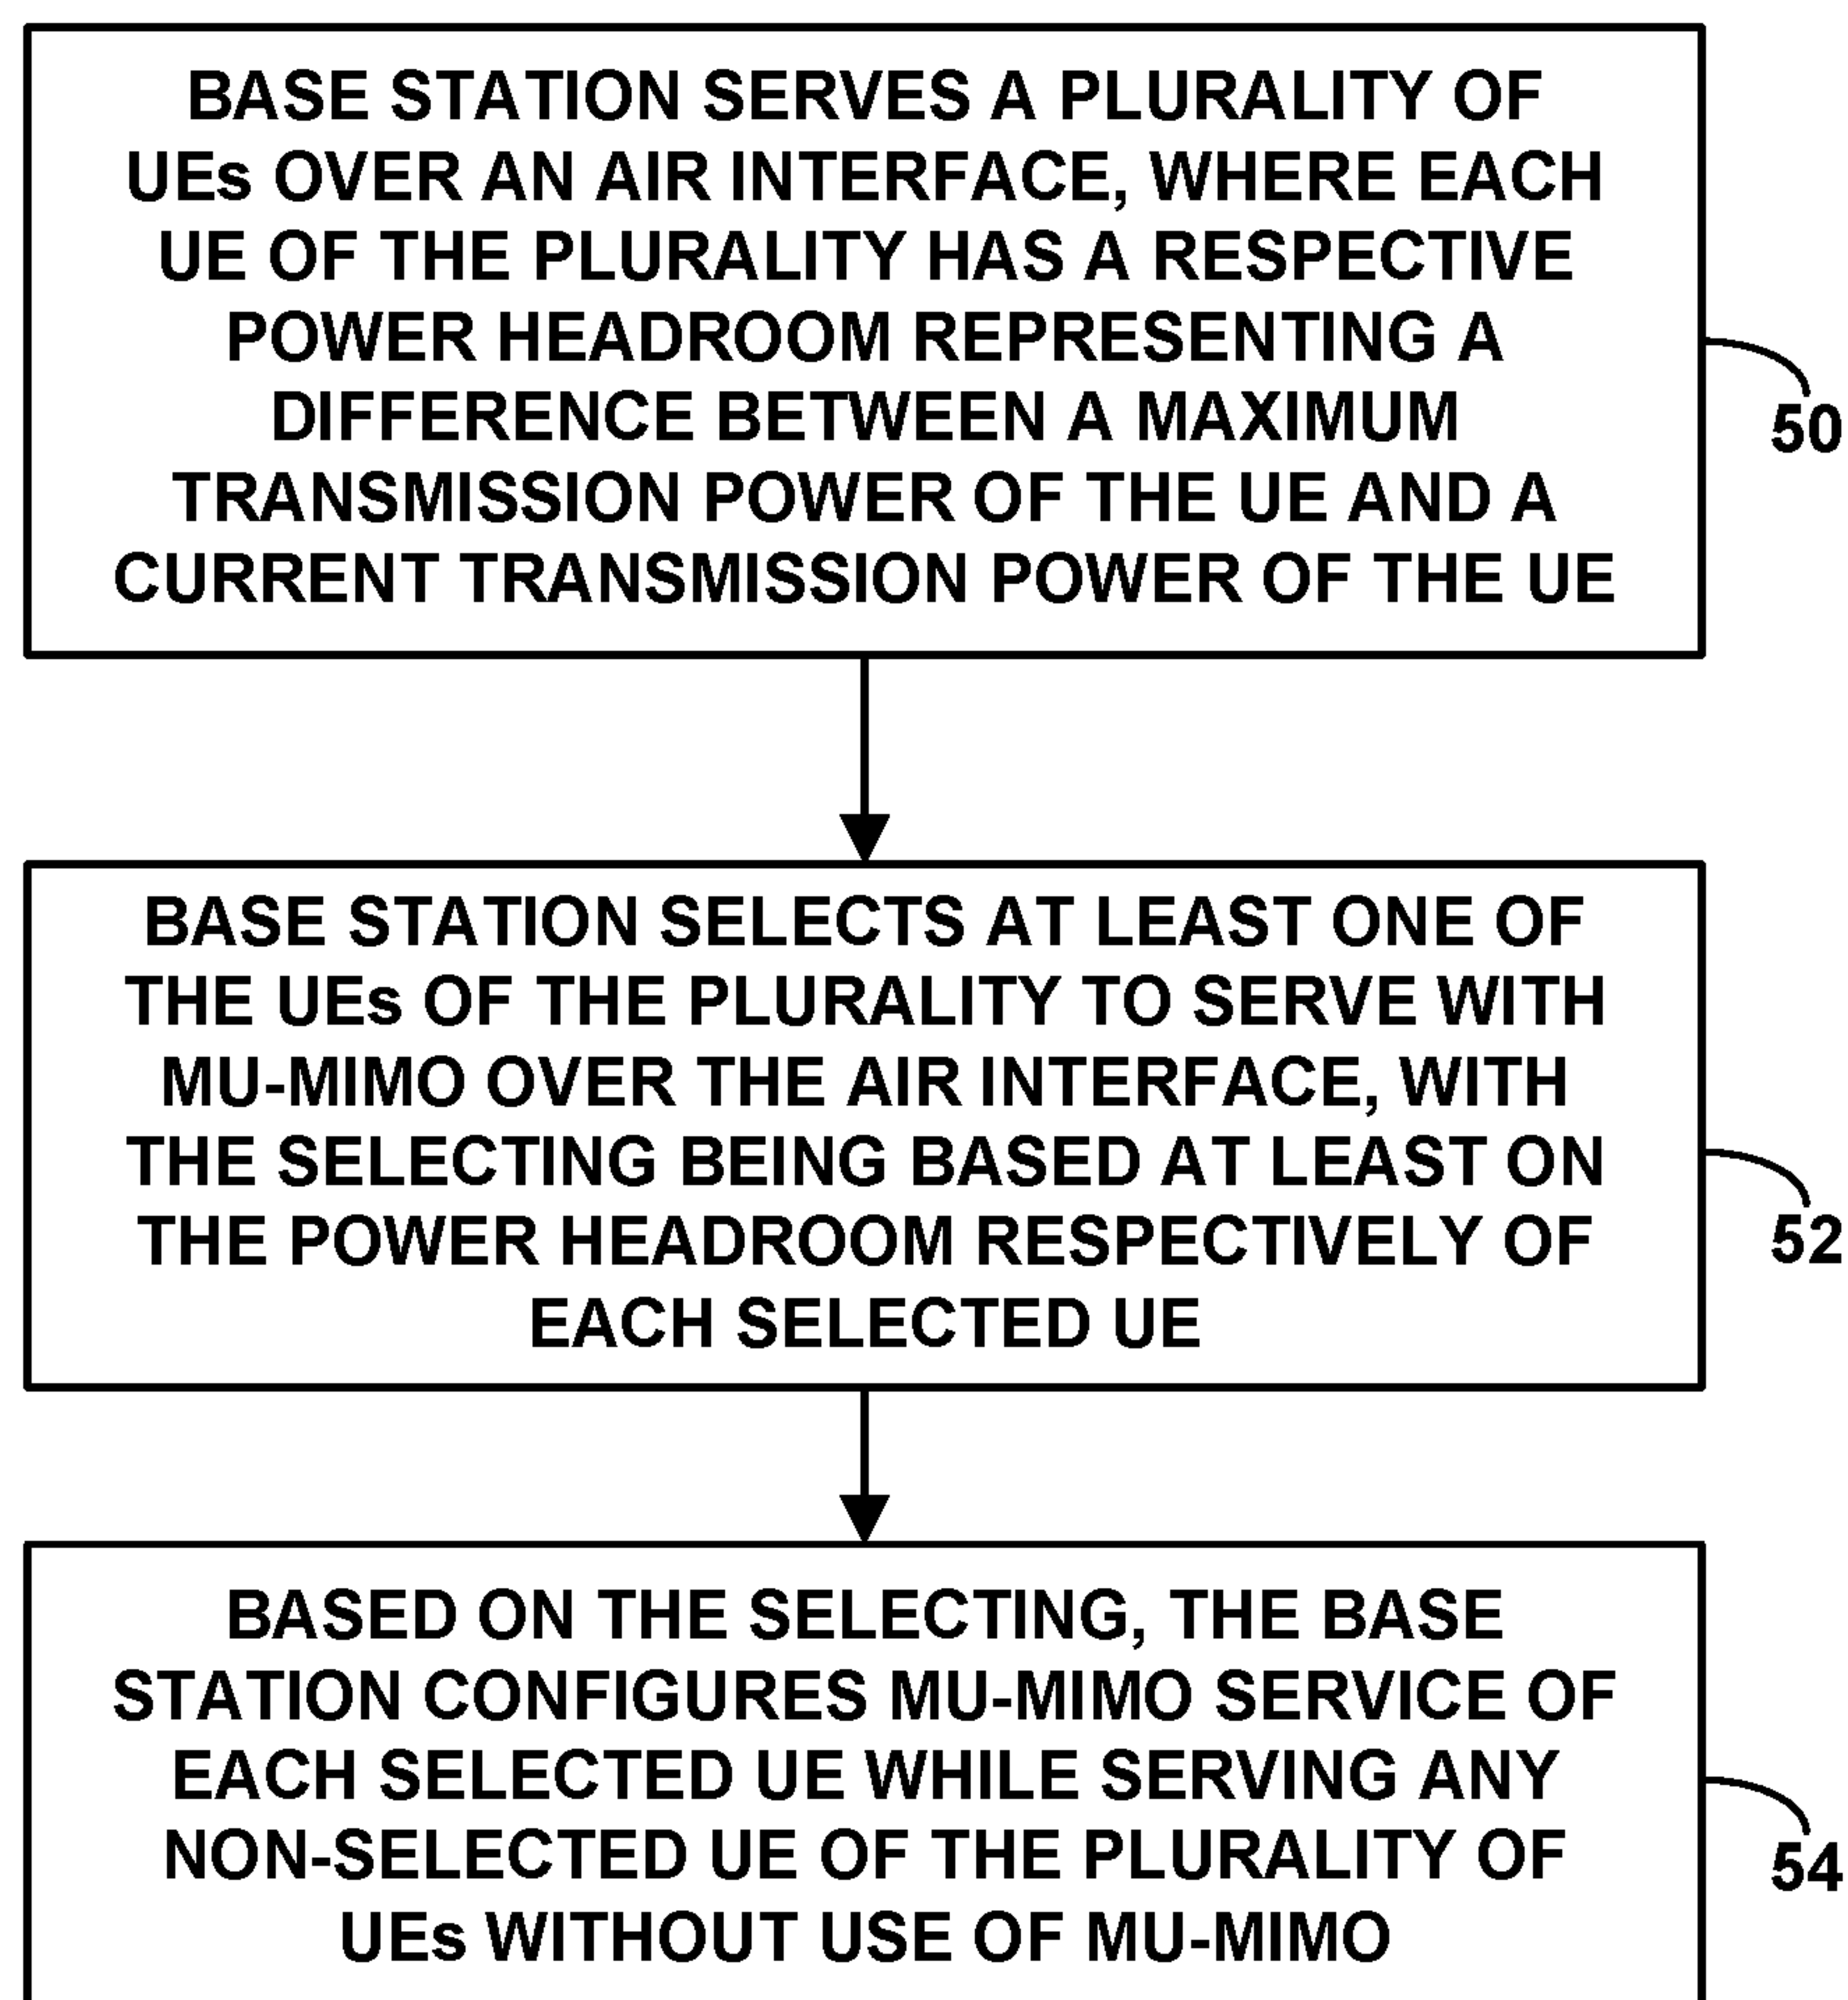 BASE STATION SERVES A PLURALITY OF
UEs OVER AN AIR INTERFACE, WHERE EACH
UE OF THE PLURALITY HAS A RESPECTIVE
POWER HEADROOM REPRESENTING A
DIFFERENCE BETWEEN A MAXIMUM
TRANSMISSION POWER OF THE UE AND A
CURRENT TRANSMISSION POWER OF THE UE
50
BASE STATION SELECTS AT LEAST ONE OF
THE UEs OF THE PLURALITY TO SERVE WITH
MU-MIMO OVER THE AIR INTERFACE, WITH
THE SELECTING BEING BASED AT LEAST ON
THE POWER HEADROOM RESPECTIVELY OF
EACH SELECTED UE
52
BASED ON THE SELECTING, THE BASE
STATION CONFIGURES MU-MIMO SERVICE OF
EACH SELECTED UE WHILE SERVING ANY
NON-SELECTED UE OF THE PLURALITY OF
UEs WITHOUT USE OF MU-MIMO
54